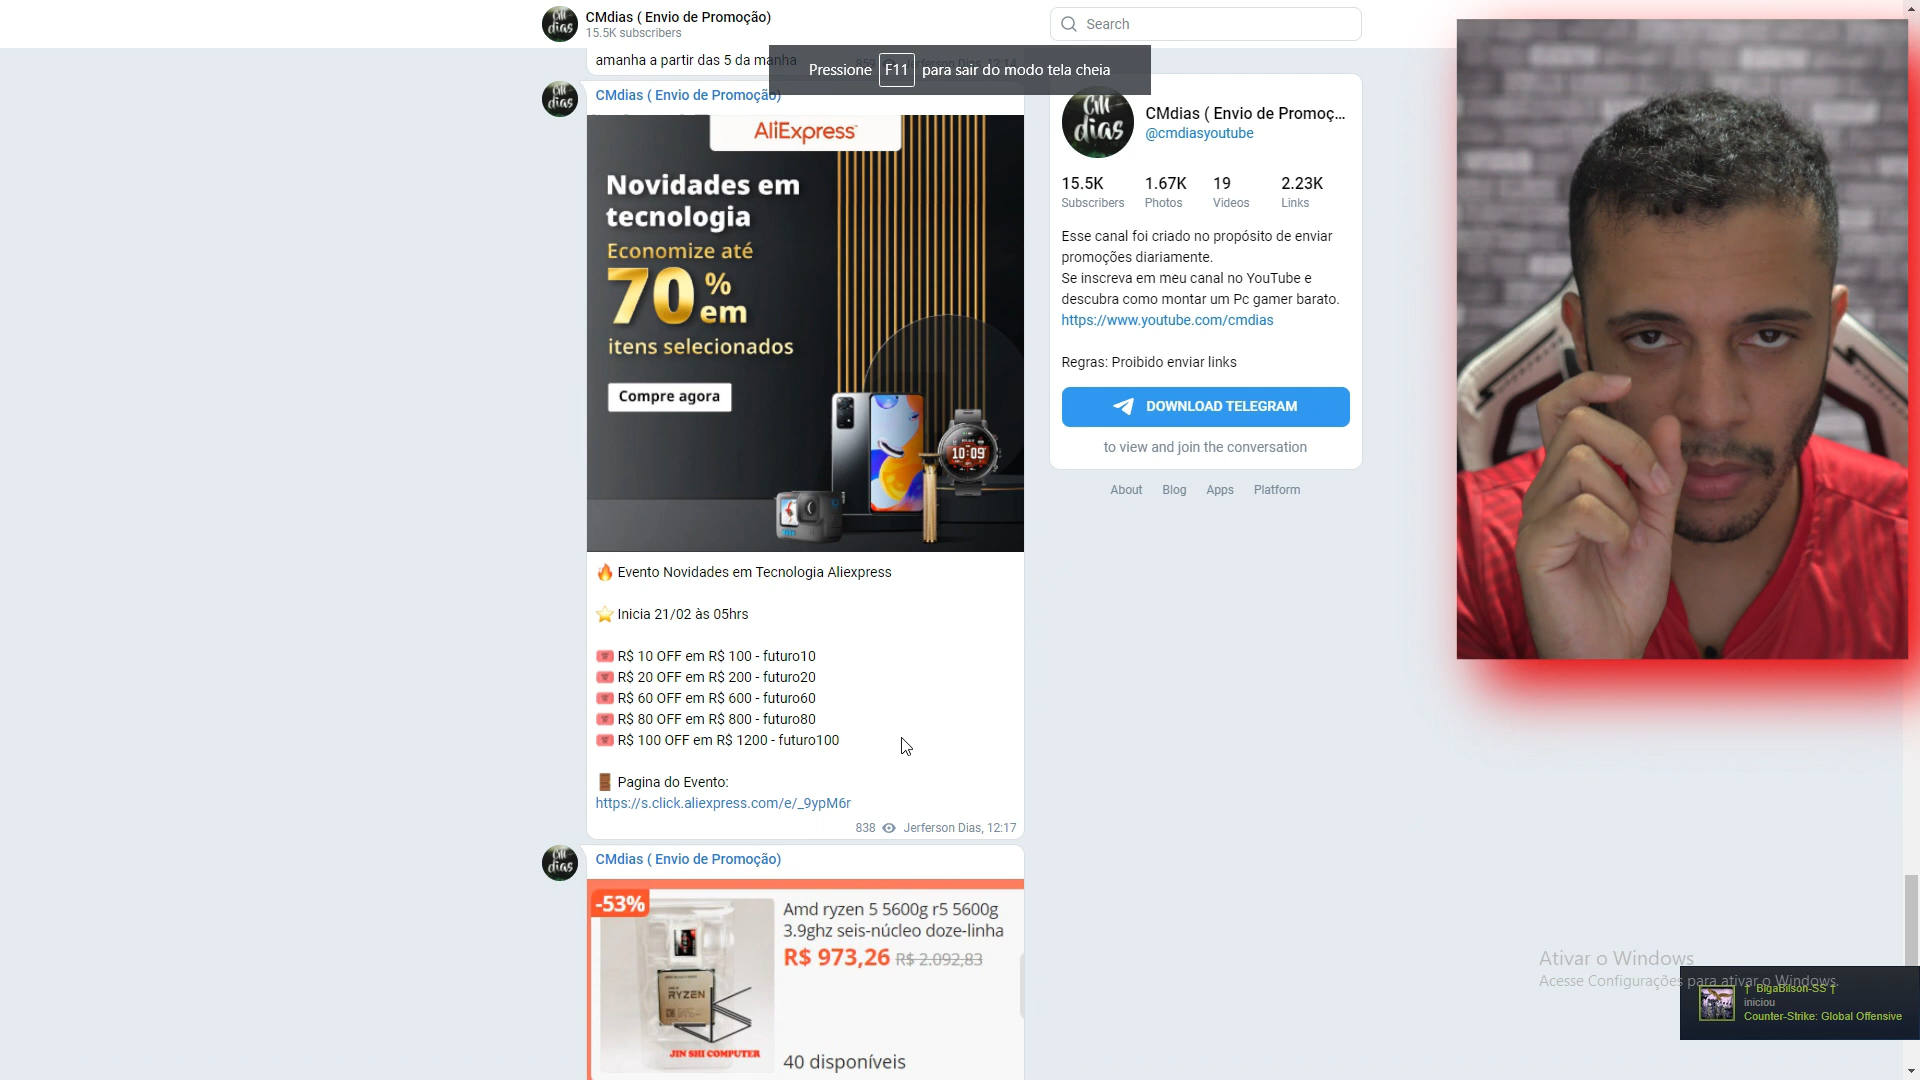 CMdias ( Envio de Promoção)
15.5K subscribers
Search
amanha a partir das 5 da manha
Pressione F11 para sair do modo tela cheia
CMdias ( Envio de Promoção)
AliExpress
Novidades em
tecnologia
Economize até
70%
em
itens selecionados
Compre agora
10:09
🔥 Evento Novidades em Tecnologia Aliexpress
⭐ Inicia 21/02 às 05hrs
R$ 10 OFF em R$ 100 - futuro10
R$ 20 OFF em R$ 200 - futuro20
R$ 60 OFF em R$ 600 - futuro60
R$ 80 OFF em R$ 800 - futuro80
R$ 100 OFF em R$ 1200 - futuro100
🚪 Pagina do Evento:
https://s.click.aliexpress.com/e/_9ypM6r
838 Jerferson Dias, 12:17
CMdias ( Envio de Promoção)
-53%
Amd ryzen 5 5600g r5 5600g
3.9ghz seis-núcleo doze-linha
R$ 973,26 R$ 2.092,83
RYZEN
JIN SHI COMPUTER
40 disponíveis
CM
dias
CMdias ( Envio de Promoç...
@cmdiasyoutube
15.5K 1.67K 19 2.23K
Subscribers Photos Videos Links
Esse canal foi criado no propósito de enviar
promoções diariamente.
Se inscreva em meu canal no YouTube e
descubra como montar um Pc gamer barato.
https://www.youtube.com/cmdias
Regras: Proibido enviar links
DOWNLOAD TELEGRAM
to view and join the conversation
About Blog Apps Platform
Ativar o Windows
Acesse Configurações para ativar o Windows.
† BigaBilson-SS †
iniciou
Counter-Strike: Global Offensive